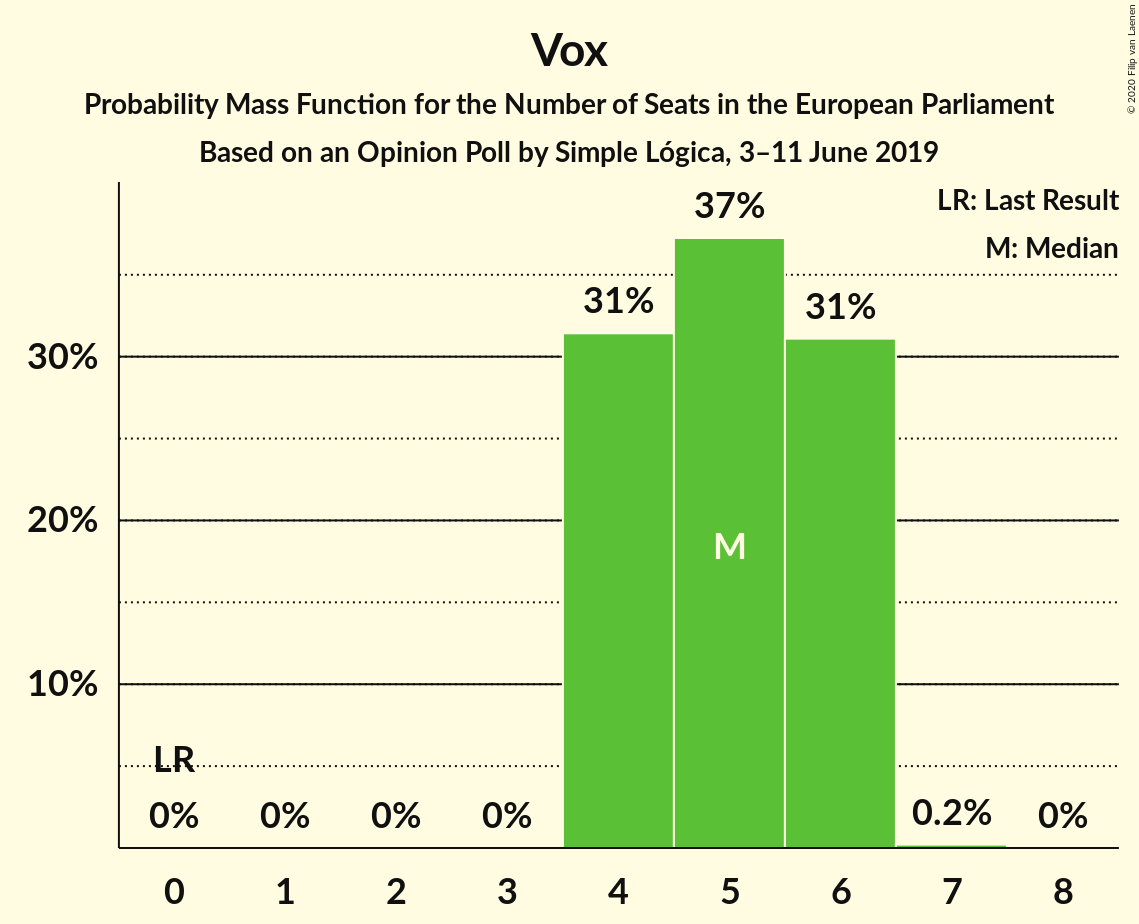 Vox
Probability Mass Function for the Number of Seats in the European Parliament
Based on an Opinion Poll by Simple Lógica, 3–11 June 2019
© 2020 Filip van Laenen
LR: Last Result
M: Median
37%
31%
31%
30%
20%
M
10%
LR
0%
0%
0%
0%
0.2%
0%
0
1
2
3
4
5
6
7
8